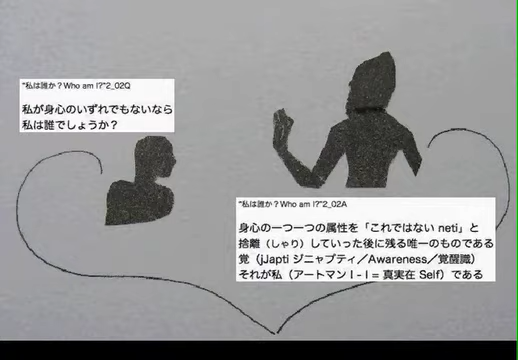 “私は誰か？Who am I?”2_02Q
私が身心のいずれでもないなら
私は誰でしょうか？
“私は誰か？Who am I?”2_02A
身心の一つ一つの属性を「これではない neti」と
捨離（しゃり）していった後に残る唯一のものである
覚（jJapti ジニャプティ／Awareness／覚醒識）
それが私（アートマン I - I = 真実在 Self）である